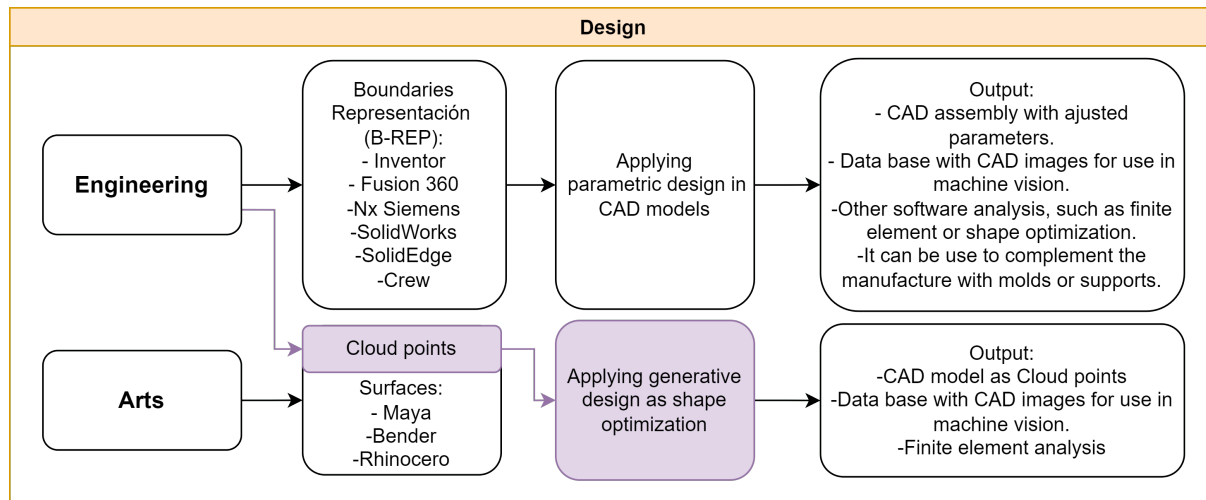 Design
Engineering
Boundaries
Representación
(B-REP):
- Inventor
- Fusion 360
-Nx Siemens
-SolidWorks
-SolidEdge
-Crew
Applying
parametric design in
CAD models
Output:
- CAD assembly with ajusted
parameters.
- Data base with CAD images for use in
machine vision.
-Other software analysis, such as finite
element or shape optimization.
-It can be use to complement the
manufacture with molds or supports.
Arts
Cloud points
Surfaces:
- Maya
-Bender
-Rhinocero
Applying generative
design as shape
optimization
Output:
-CAD model as Cloud points
-Data base with CAD images for use in
machine vision.
-Finite element analysis